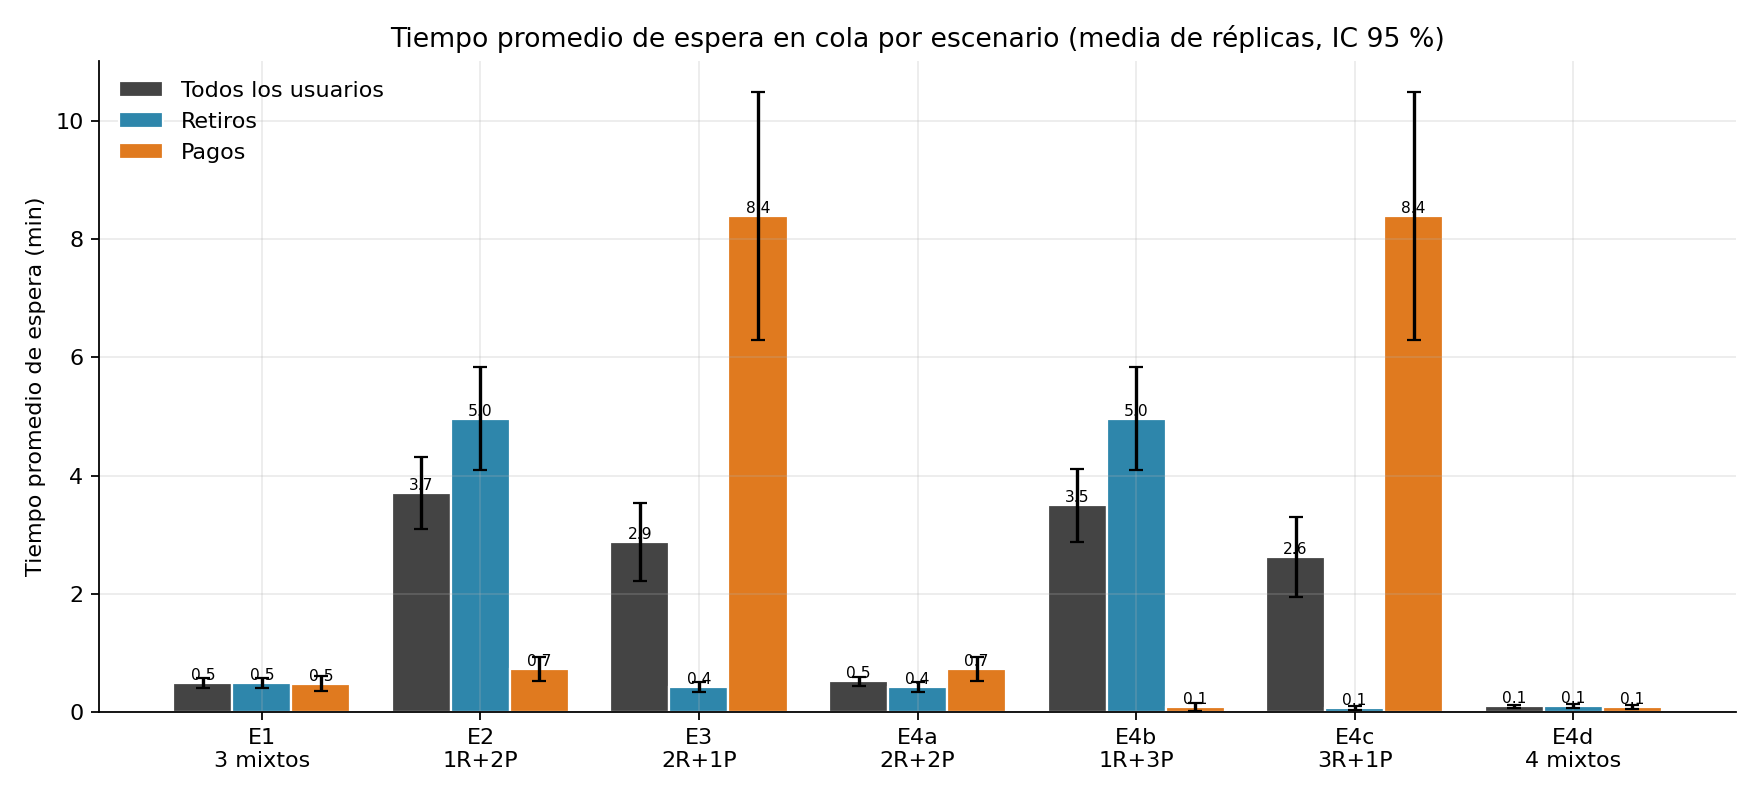 Tiempo promedio de espera en cola por escenario (media de réplicas, IC 95 %)
Todos los usuarios
Retiros
Pagos
Tiempo promedio de espera (min)
10
8
6
4
2
0
0.5 0.5 0.5
3.7 5.0 0.7
2.9 0.4 8.4
0.5 0.4 0.7
3.5 5.0 0.1
2.6 0.1 8.4
0.1 0.1 0.1
E1
3 mixtos
E2
1R+2P
E3
2R+1P
E4a
2R+2P
E4b
1R+3P
E4c
3R+1P
E4d
4 mixtos